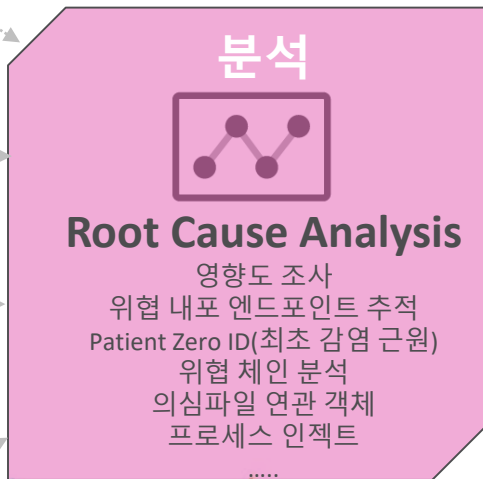 분석
Root Cause Analysis
영향도 조사
위협 내포 엔드포인트 추적
Patient Zero ID(최초 감염 근원)
위협 체인 분석
의심파일 연관 객체
프로세스 인젝트
.....